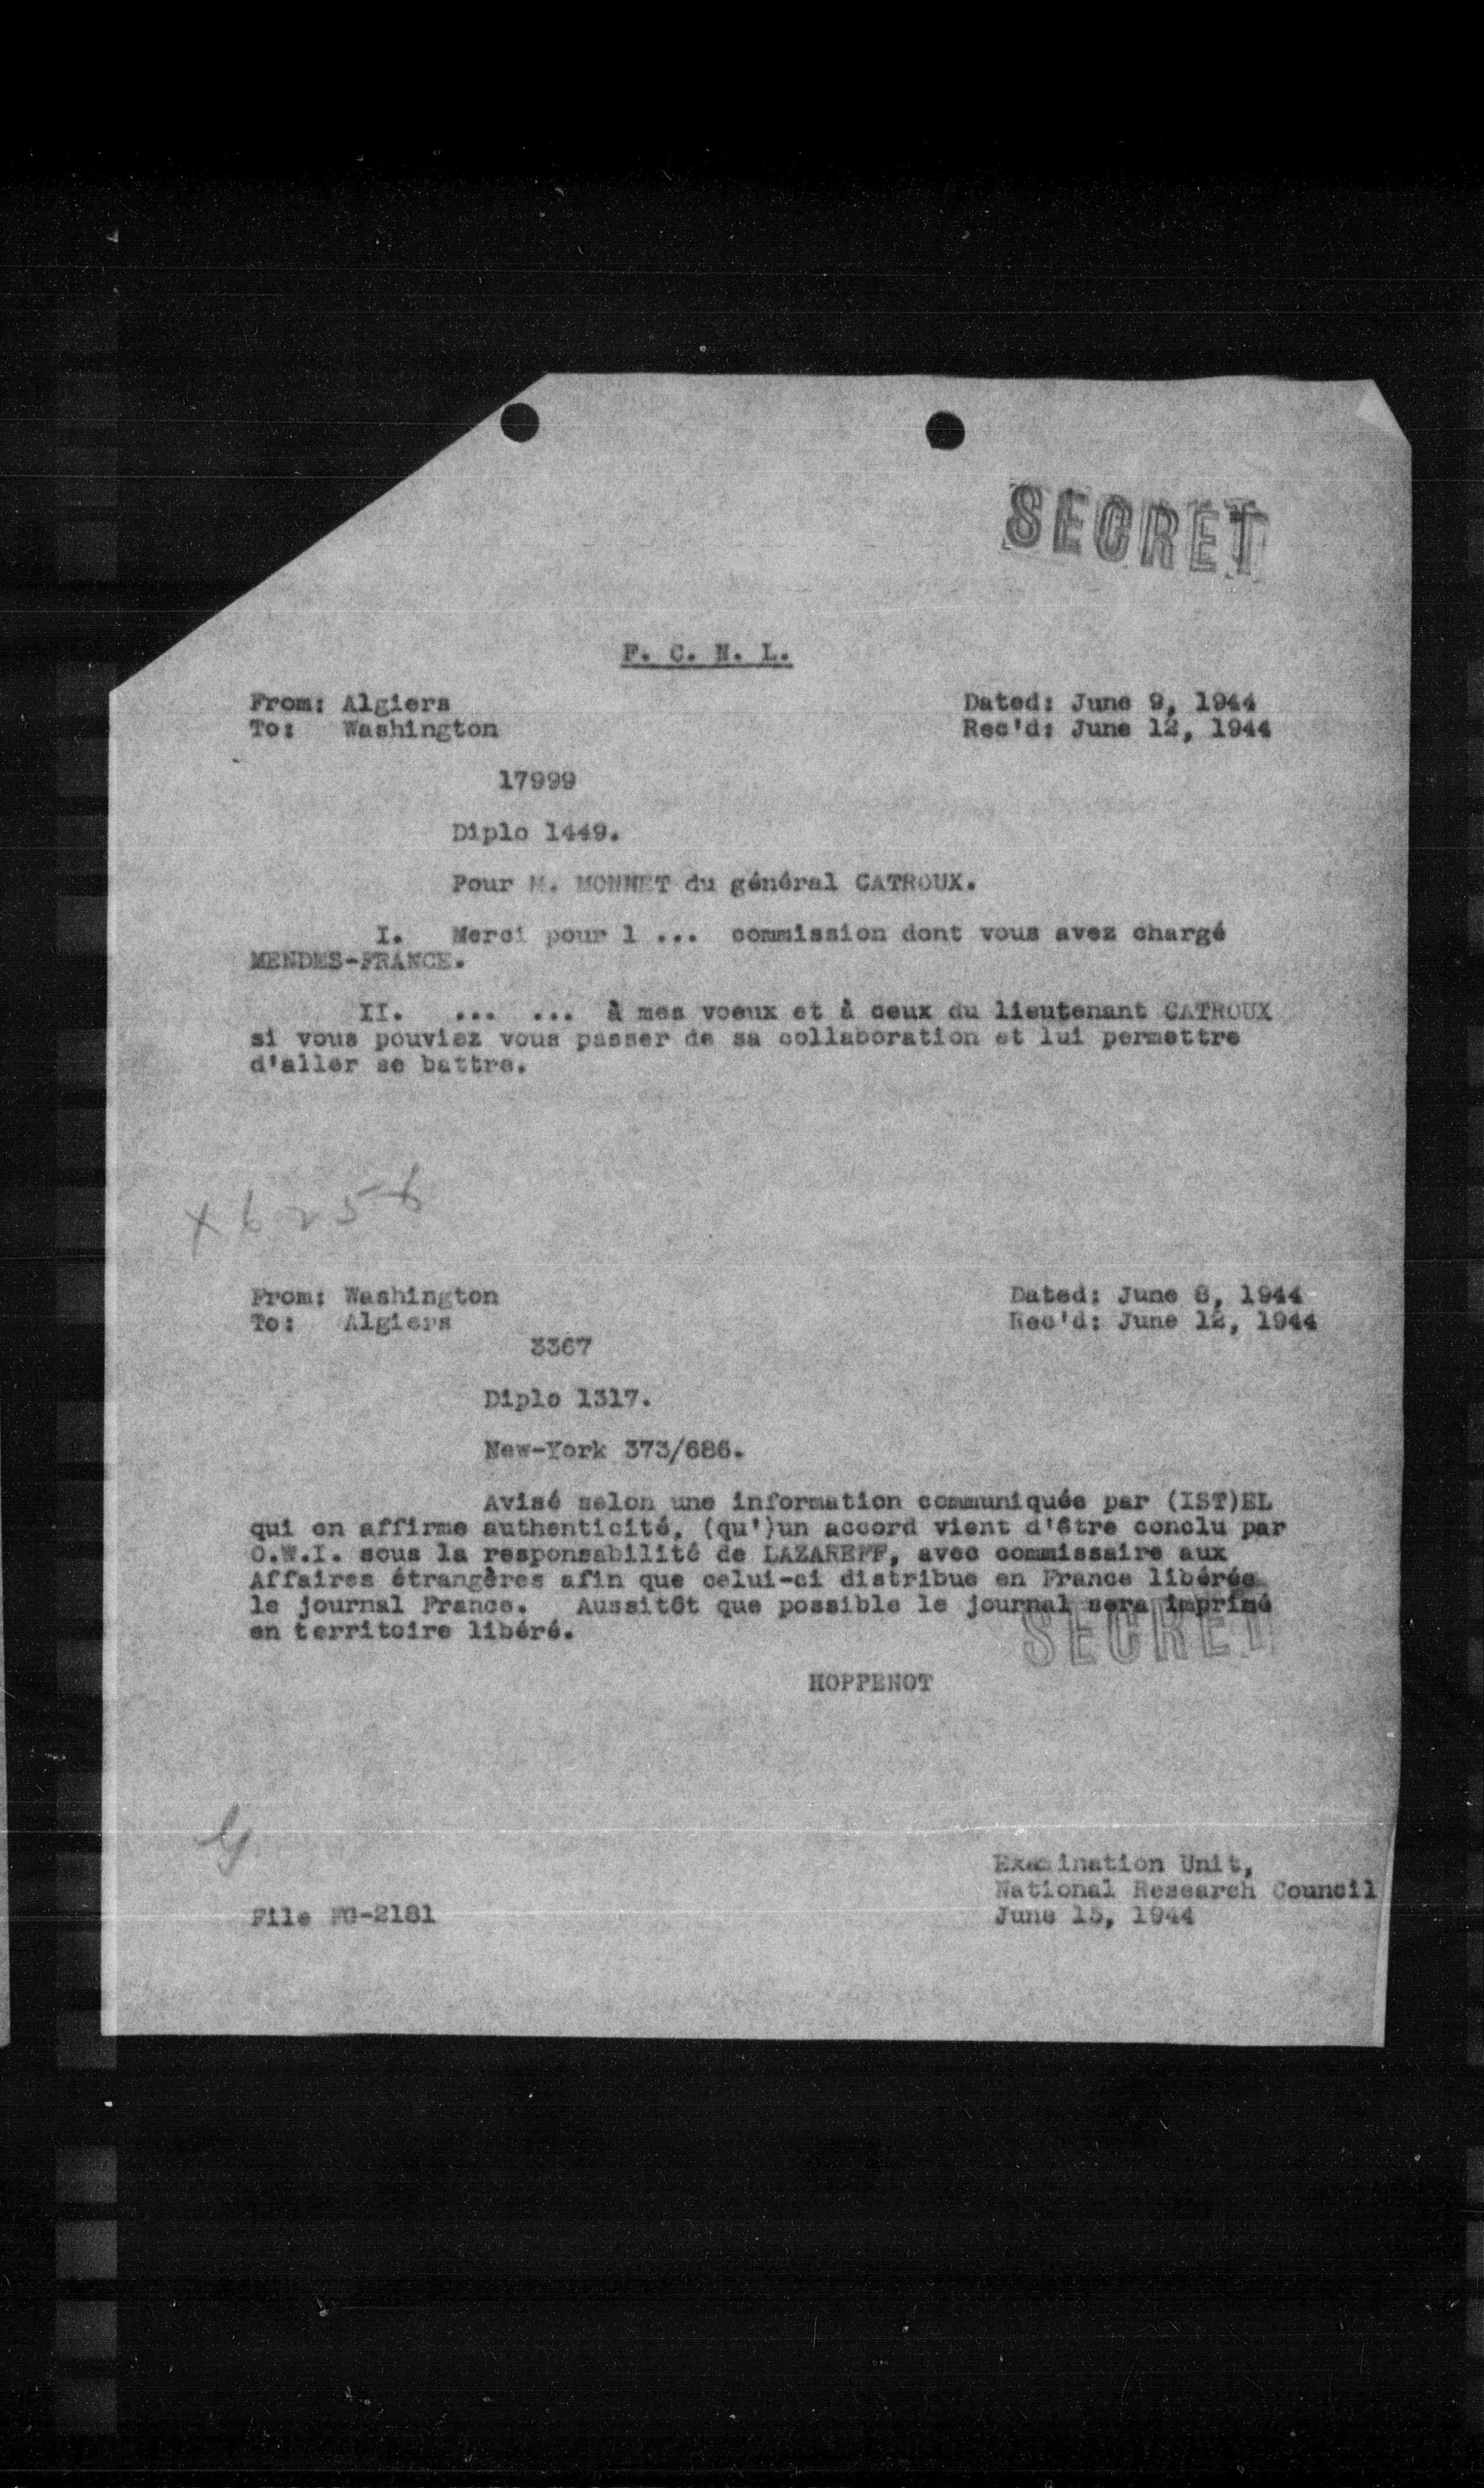 SECRET
F. C. N. L.
From: Algiers Dated: June 9, 1944
To: Washington Rec'd: June 12, 1944
17999
Diplo 1449.
Pour M. MONNET du général CATROUX.
I. Merci pour l ... commission dont vous avez chargé
MENDES-FRANCE.
II. ... ... à mes voeux et à ceux du lieutenant CATROUX
si vous pouviez vous passer de sa collaboration et lui permettre
d'aller se battre.
x 6256
From: Washington Dated: June 8, 1944
To: Algiers Rec'd: June 12, 1944
3367
Diplo 1317.
New-York 373/686.
Avisé selon une information communiquée par (IST)EL
qui en affirme authenticité, (qu')un accord vient d'être conclu par
O.W.I. sous la responsabilité de LAZAREFF, avec commissaire aux
Affaires étrangères afin que celui-ci distribue en France libérée
le journal France. Aussitôt que possible le journal sera imprimé
en territoire libéré.
SECRET
HOPPENOT
Examination Unit,
National Research Council
File FG-2181 June 15, 1944